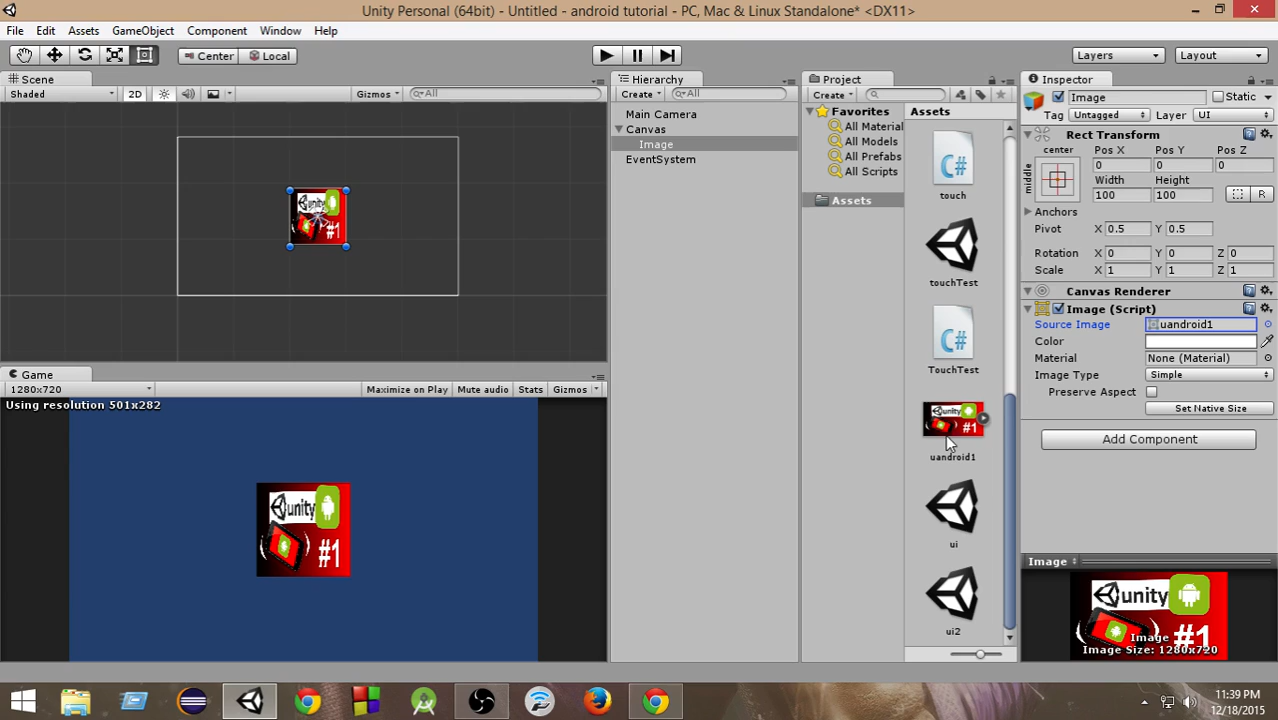 Unity Personal (64bit) - Untitled - android tutorial - PC, Mac & Linux Standalone* <DX11>
File Edit Assets GameObject Component Window Help
Center Local Layers Layout
Scene Hierarchy Project Inspector
Shaded 2D Gizmos All Create All Create Assets Image Static
Tag Untagged Layer UI
Main Camera
Canvas
Image
EventSystem
Favorites
All Material
All Models
All Prefabs
All Scripts
Assets
C#
touch
touchTest
C#
TouchTest
unity
#1
uandroid1
ui
ui2
Rect Transform
center Pos X Pos Y Pos Z
middle 0 0 0
Width Height
100 100 R
Anchors
Pivot X 0.5 Y 0.5
Rotation X 0 Y 0 Z 0
Scale X 1 Y 1 Z 1
Canvas Renderer
Image (Script)
Source Image uandroid1
Color
Material None (Material)
Image Type Simple
Preserve Aspect
Set Native Size
Add Component
Image
unity
#1
Image
Image Size: 1280x720
unity
#1
Game
1280x720 Maximize on Play Mute audio Stats Gizmos
Using resolution 501x282
unity
#1
11:39 PM
12/18/2015